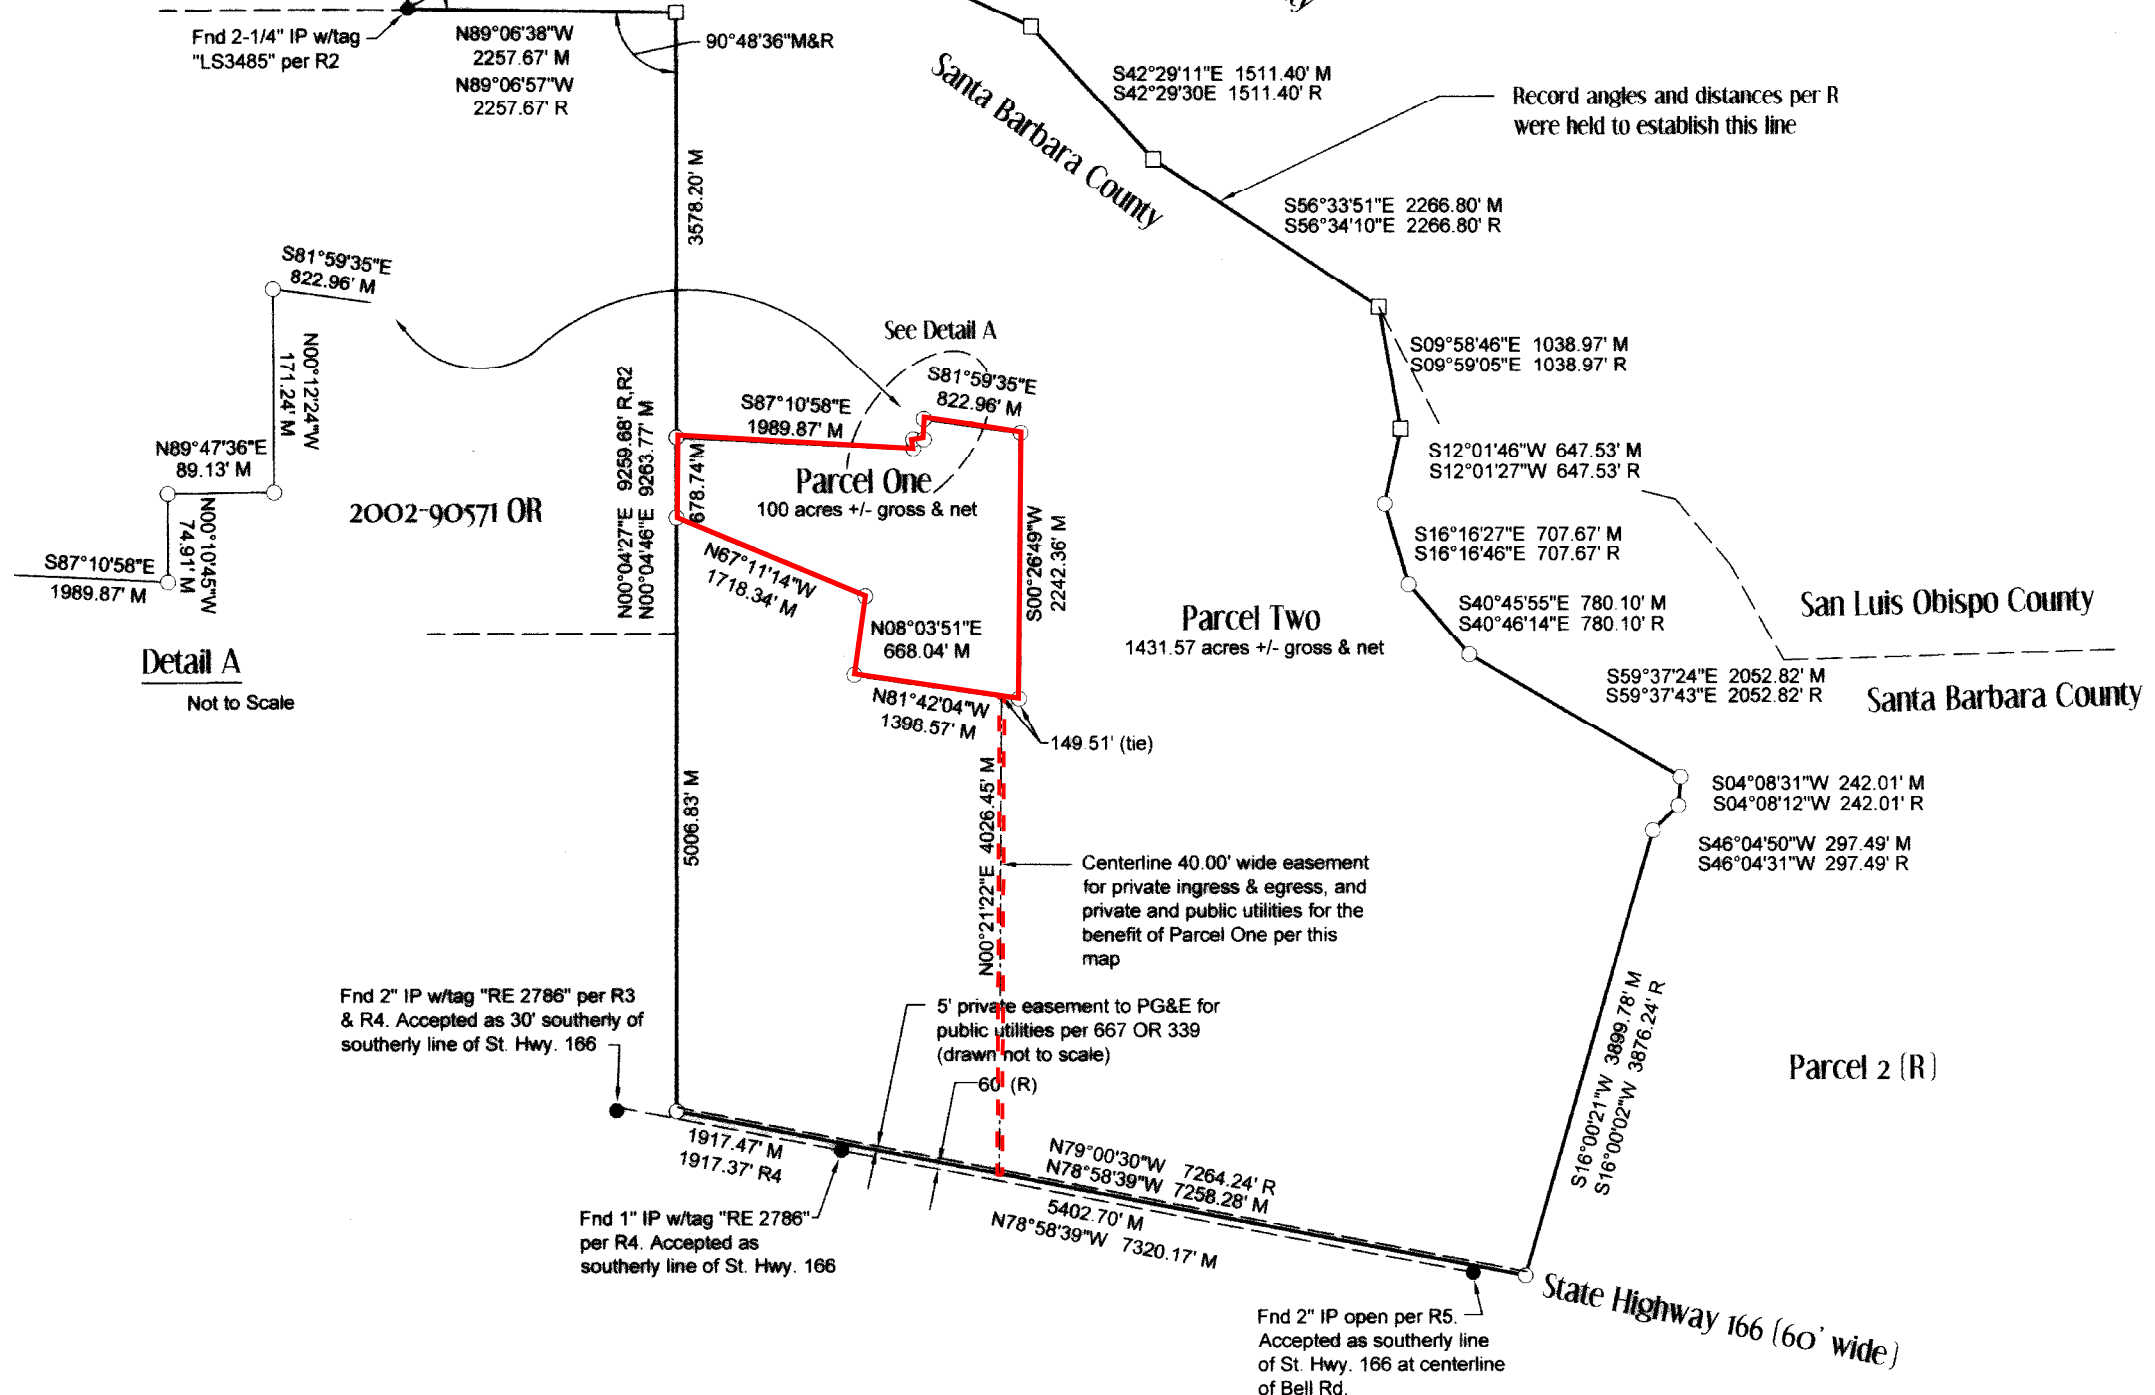 Fnd 2-1/4" IP w/tag
"LS3485" per R2
N89°06'38"W
2257.67' M
N89°06'57"W
2257.67' R
90°48'36"M&R
3578.20' M
Santa Barbara County
S42°29'11"E 1511.40' M
S42°29'30E 1511.40' R
Record angles and distances per R
were held to establish this line
S56°33'51"E 2266.80' M
S56°34'10"E 2266.80' R
S81°59'35"E
822.96' M
N00°12'24"W
171.24' M
N89°47'36"E
89.13' M
N00°10'45"W
74.91' M
S87°10'58"E
1989.87' M
Detail A
Not to Scale
2002-90571 OR
N00°04'27"E 9259.68' R,R2
N00°04'46"E 9263.77' M
678.74'M
See Detail A
S87°10'58"E
1989.87' M
S81°59'35"E
822.96' M
Parcel One
100 acres +/- gross & net
N67°11'14"W
1718.34' M
N08°03'51"E
668.04' M
N81°42'04"W
1398.57' M
S00°26'49"W
2242.36' M
149.51' (tie)
Parcel Two
1431.57 acres +/- gross & net
S09°58'46"E 1038.97' M
S09°59'05"E 1038.97' R
S12°01'46"W 647.53' M
S12°01'27"W 647.53' R
S16°16'27"E 707.67' M
S16°16'46"E 707.67' R
S40°45'55"E 780.10' M
S40°46'14"E 780.10' R
San Luis Obispo County
S59°37'24"E 2052.82' M
S59°37'43"E 2052.82' R
Santa Barbara County
S04°08'31"W 242.01' M
S04°08'12"W 242.01' R
S46°04'50"W 297.49' M
S46°04'31"W 297.49' R
5006.83' M
N00°21'22"E 4026.45' M
Centerline 40.00' wide easement
for private ingress & egress, and
private and public utilities for the
benefit of Parcel One per this
map
Fnd 2" IP w/tag "RE 2786" per R3
& R4. Accepted as 30' southerly of
southerly line of St. Hwy. 166
5' private easement to PG&E for
public utilities per 667 OR 339
(drawn not to scale)
60' (R)
S16°00'21"W 3899.78' M
S16°00'02"W 3876.24' R
Parcel 2 (R)
1917.47' M
1917.37' R4
N79°00'30"W 7264.24' R
N78°58'39"W 7258.28' M
5402.70' M
N78°58'39"W 7320.17' M
Fnd 1" IP w/tag "RE 2786"
per R4. Accepted as
southerly line of St. Hwy. 166
State Highway 166 (60' wide)
Fnd 2" IP open per R5.
Accepted as southerly line
of St. Hwy. 166 at centerline
of Bell Rd.